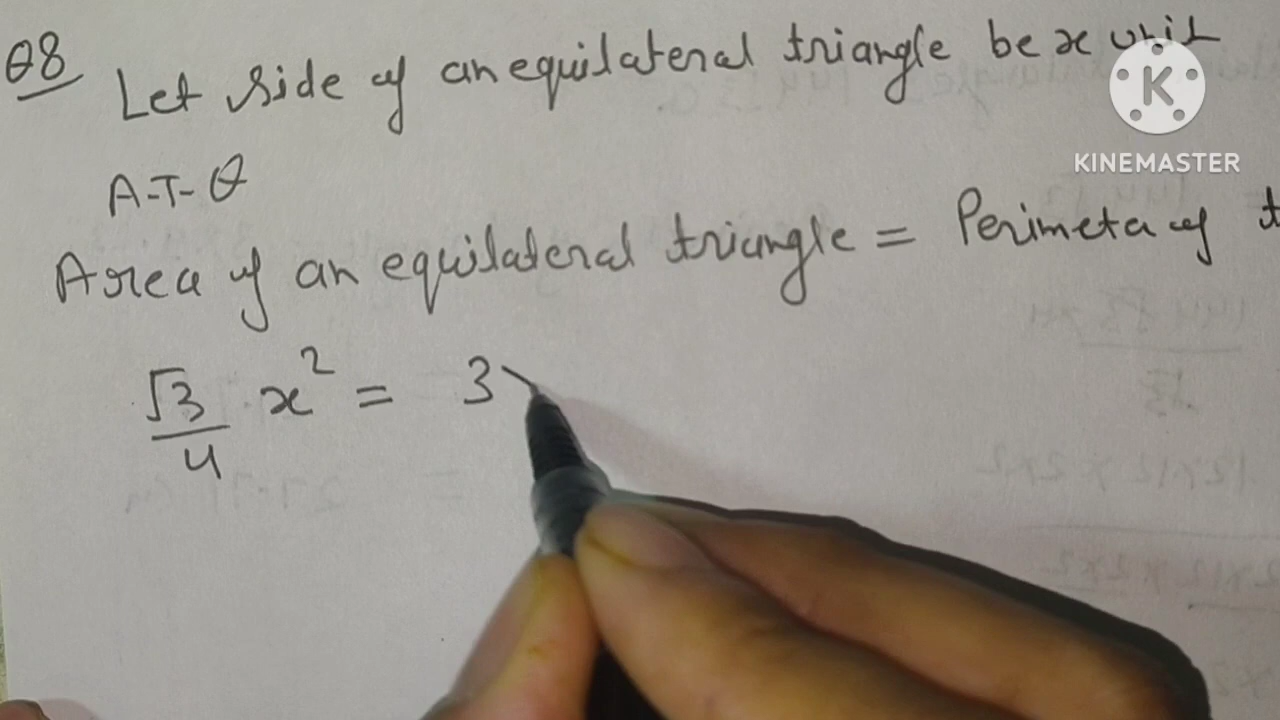 Q8
Let side of an equilateral triangle be x unit
K
KINEMASTER
A-T-Q
Area of an equilateral triangle = Perimeta of t
√3/4 x² = 3